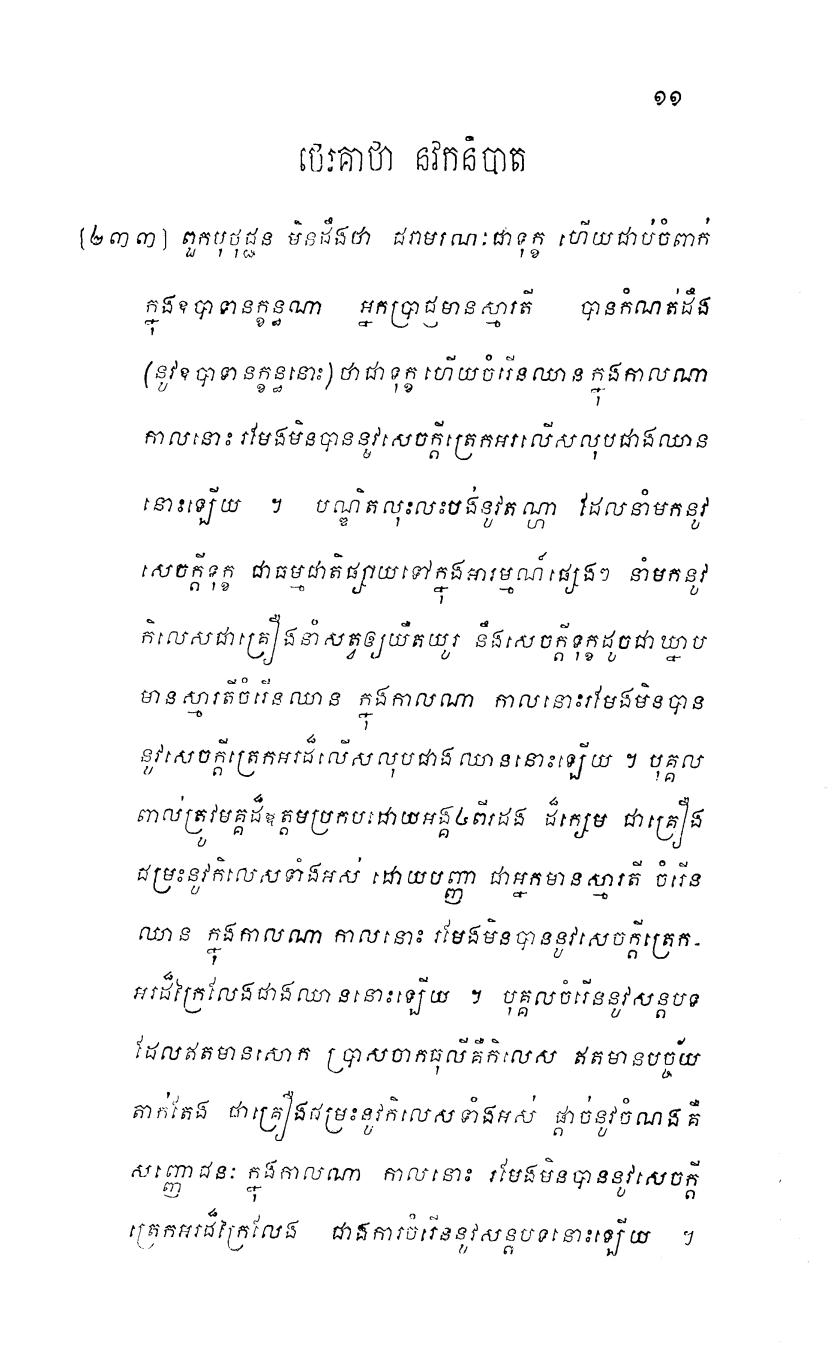 ១១
ថេរគាថា នវកនិបាត
[២៣៣] ពួកបុថុជ្ជន មិនដឹងថា ជរាមរណៈជាទុក្ខ ហើយជាប់ចំពាក់
ក្នុងឧបាទានក្ខន្ធណា អ្នកប្រាជ្ញមានស្មារតី បានកំណត់ដឹង
(នូវឧបាទានក្ខន្ធនោះ) ថាជាទុក្ខ ហើយចំរើនឈាន ក្នុងកាលណា
កាលនោះ រមែងមិនបាននូវសេចក្តីត្រេកអរលើសលុបជាងឈាន
នោះឡើយ ។ បណ្ឌិតលុះលះបង់នូវតណ្ហា ដែលនាំមកនូវ
សេចក្តីទុក្ខ ជាធម្មជាតិផ្សាយទៅក្នុងអារម្មណ៍ផ្សេងៗ នាំមកនូវ
កិលេសជាគ្រឿងនាំសត្វឲ្យយឺតយូរ នឹងសេចក្តីទុក្ខដូចជាឃ្នាប
មានស្មារតីចំរើនឈាន ក្នុងកាលណា កាលនោះរមែងមិនបាន
នូវសេចក្តីត្រេកអរដ៏លើសលុបជាងឈាននោះឡើយ ។ បុគ្គល
ពាល់ត្រូវមគ្គដ៏ឧត្តមប្រកបដោយអង្គ៤ពីរដង ដ៏ក្សេម ជាគ្រឿង
ជម្រះនូវកិលេសទាំងអស់ ដោយបញ្ញា ជាអ្នកមានស្មារតី ចំរើន
ឈាន ក្នុងកាលណា កាលនោះ រមែងមិនបាននូវសេចក្តីត្រេក-
អរដ៏ក្រៃលែងជាងឈាននោះឡើយ ។ បុគ្គលចំរើននូវសន្តបទ
ដែលឥតមានសោក ប្រាសចាកធុលីគឺកិលេស ឥតមានបច្ច័យ
តាក់តែង ជាគ្រឿងជម្រះនូវកិលេសទាំងអស់ ផ្តាច់នូវចំណងគឺ
សញ្ញោជនៈ ក្នុងកាលណា កាលនោះ រមែងមិនបាននូវសេចក្តី
ត្រេកអរដ៏ក្រៃលែង ជាងការចំរើននូវសន្តបទនោះឡើយ ។